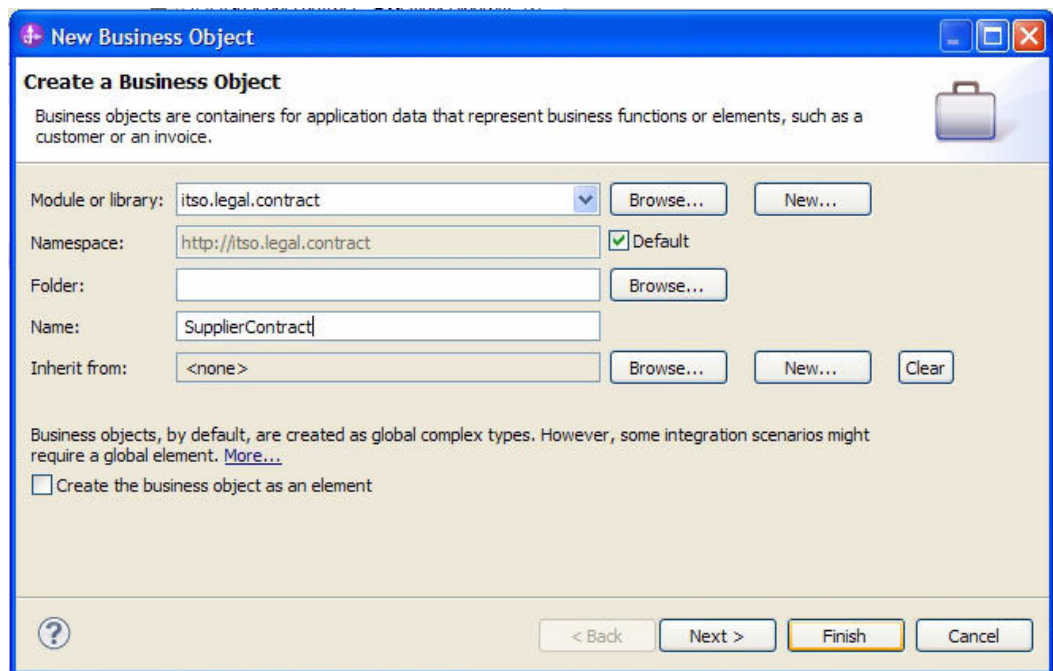 New Business Object
Create a Business Object
Business objects are containers for application data that represent business functions or elements, such as a
customer or an invoice.
Module or library: itso.legal.contract Browse... New...
Namespace: http://itso.legal.contract Default
Folder: Browse...
Name: SupplierContract
Inherit from: <none> Browse... New... Clear
Business objects, by default, are created as global complex types. However, some integration scenarios might
require a global element. More...
Create the business object as an element
? < Back Next > Finish Cancel